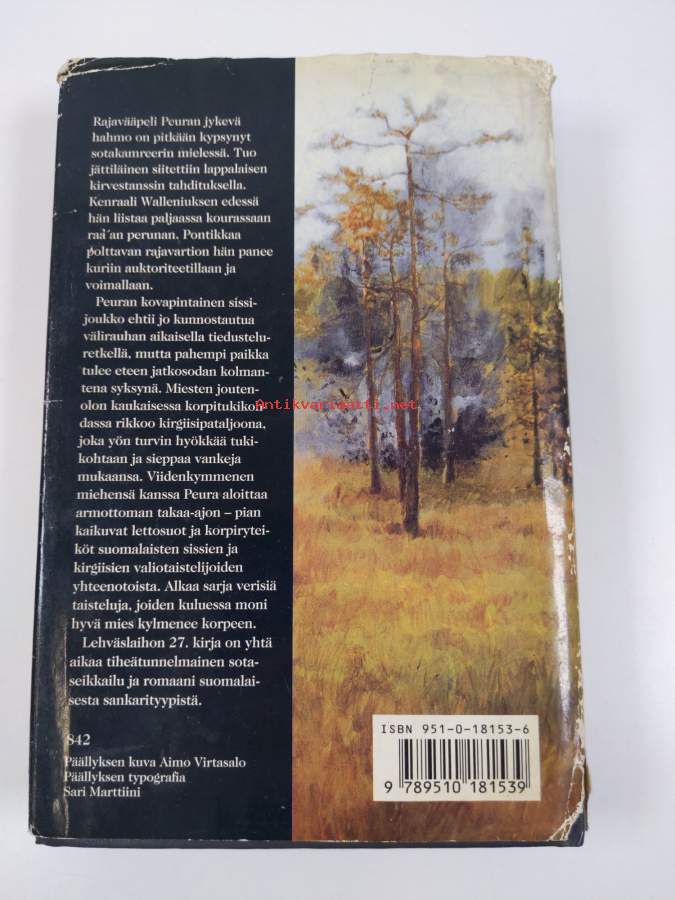 Rajavääpeli Peuran jykevä
hahmo on pitkään kypsynyt
sotakamreerin mielessä. Tuo
jättiläinen siitettiin lappalaisen
kirvestanssin tahdituksella.
Kenraali Walleniuksen edessä
hän liistaa paljaassa kourassaan
raa'an perunan. Pontikkaa
polttavan rajavartion hän panee
kuriin auktoriteetillaan ja
voimallaan.
Peuran kovapintainen sissi-
joukko ehtii jo kunnostautua
välirauhan aikaisella tiedustelu-
retkellä, mutta pahempi paikka
tulee eteen jatkosodan kolman-
tena syksynä. Miesten jouten-
olon kaukaisessa korpitukikoh-
dassa rikkoo kirgiisipataljoona,
joka yön turvin hyökkää tuki-
kohtaan ja sieppaa vankeja
mukaansa. Viidenkymmenen
miehensä kanssa Peura aloittaa
armottoman takaa-ajon – pian
kaikuvat lettosuot ja korpirytei-
köt suomalaisten sissien ja
kirgiisien valiotaistelijoiden
yhteenotoista. Alkaa sarja verisiä
taisteluja, joiden kuluessa moni
hyvä mies kylmenee korpeen.
Lehväslaihon 27. kirja on yhtä
aikaa tiheätunnelmainen sota-
seikkailu ja romaani suomalai-
sesta sankarityypistä.
842
Päällyksen kuva Aimo Virtasalo
Päällyksen typografia
Sari Marttiini
Antikvariaatti.net
ISBN 951-0-18153-6
9 789510 181539